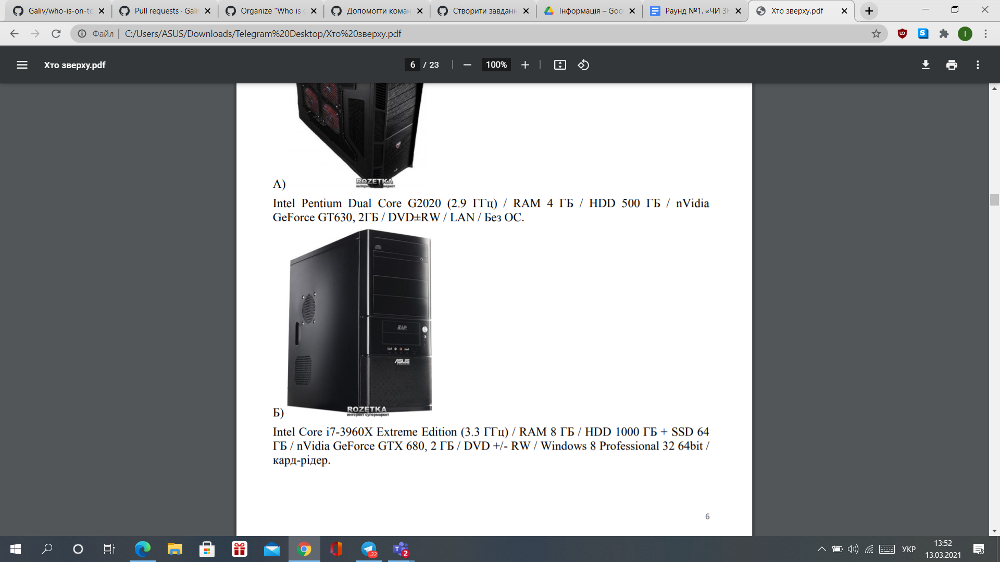 Galiv/who-is-on-to
Pull requests · Gali
Organize "Who is o
Допомогти коман
Створити завданн
Інформація – Goo
Раунд №1. «ЧИ ЗН
Хто зверху.pdf
Файл
C:/Users/ASUS/Downloads/Telegram%20Desktop/Хто%20зверху.pdf
I
Хто зверху.pdf
6 / 23
100%
ROZETKA
А)
Intel Pentium Dual Core G2020 (2.9 ГГц) / RAM 4 ГБ / HDD 500 ГБ / nVidia
GeForce GT630, 2ГБ / DVD±RW / LAN / Без ОС.
ZIP
ASUS
ROZETKA
интернет супермаркет
Б)
Intel Core i7-3960X Extreme Edition (3.3 ГГц) / RAM 8 ГБ / HDD 1000 ГБ + SSD 64
ГБ / nVidia GeForce GTX 680, 2 ГБ / DVD +/- RW / Windows 8 Professional 32 64bit /
кард-рідер.
6
..22
2
УКР
13:52
13.03.2021